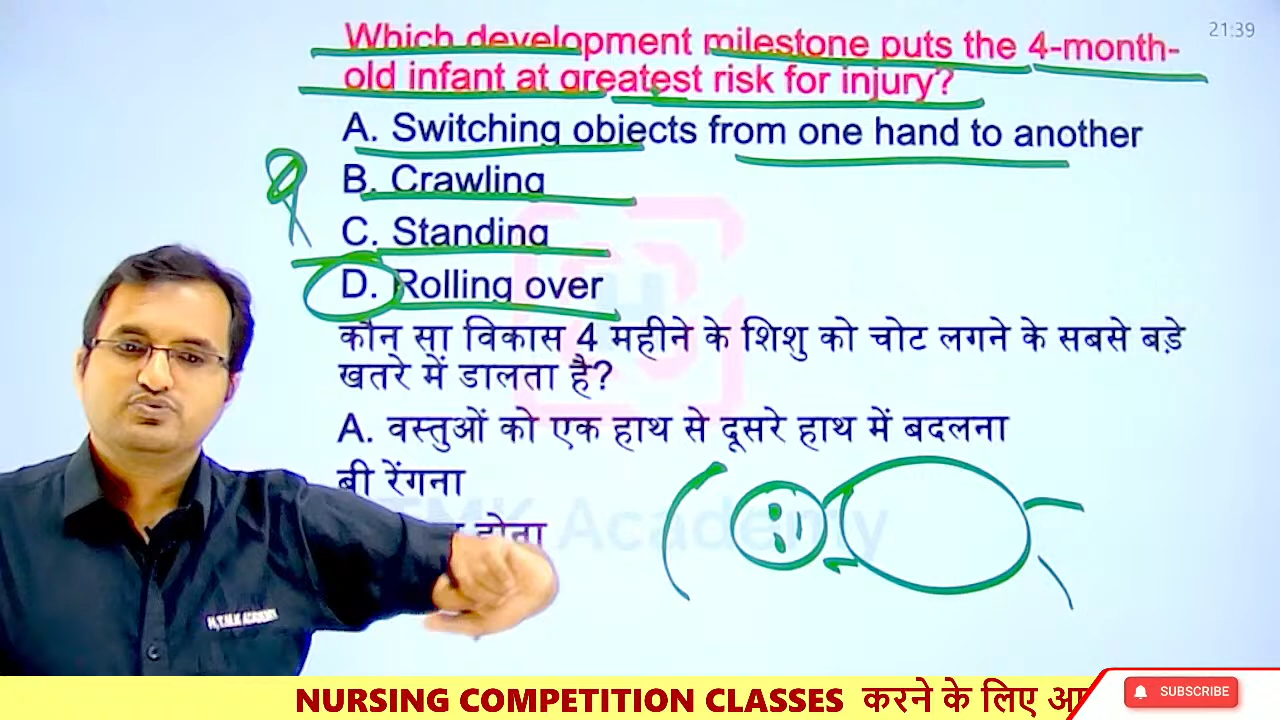 21:39
Which development milestone puts the 4-month-
old infant at greatest risk for injury?
A. Switching objects from one hand to another
B. Crawling
C. Standing
D. Rolling over
कौन सा विकास 4 महीने के शिशु को चोट लगने के सबसे बड़े
खतरे में डालता है?
A. वस्तुओं को एक हाथ से दूसरे हाथ में बदलना
बी रेंगना
होना
Academy
H.T.M.K ACADEMY
NURSING COMPETITION CLASSES करने के लिए
SUBSCRIBE